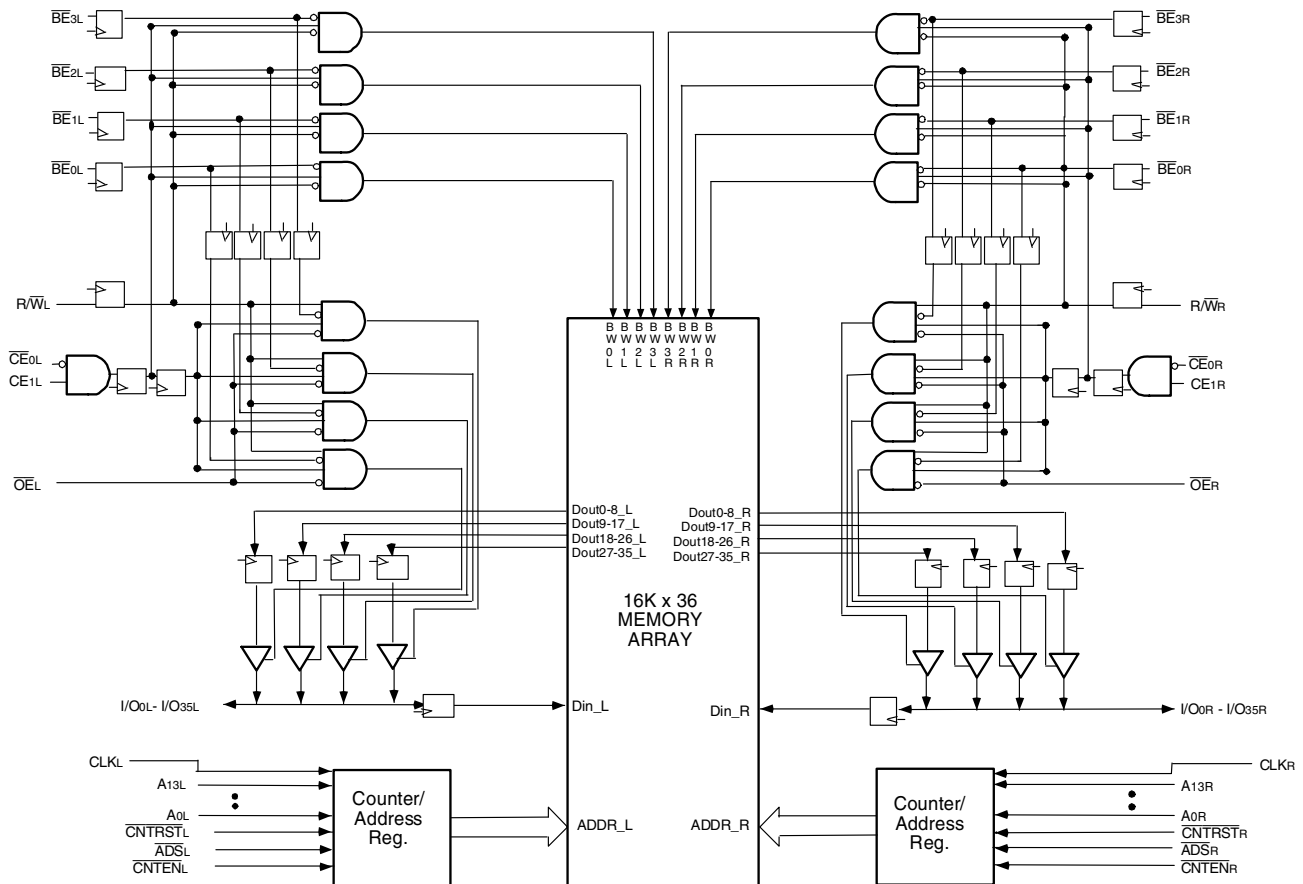 BE3L
BE3R
BE2L
BE2R
BE1L
BE1R
BE0L
BE0R
R/WL
R/WR
B B B B B B B B
W W W W W W W W
0 1 2 3 3 2 1 0
L L L L R R R R
CE0L
CE1L
CE0R
CE1R
OEL
OER
Dout0-8_L
Dout9-17_L
Dout18-26_L
Dout27-35_L
Dout0-8_R
Dout9-17_R
Dout18-26_R
Dout27-35_R
16K x 36
MEMORY
ARRAY
I/O0L- I/O35L
Din_L
Din_R
I/O0R - I/O35R
CLKL
A13L
A0L
CNTRSTL
ADSL
CNTENL
Counter/
Address
Reg.
ADDR_L
ADDR_R
Counter/
Address
Reg.
CLKR
A13R
A0R
CNTRSTR
ADSR
CNTENR